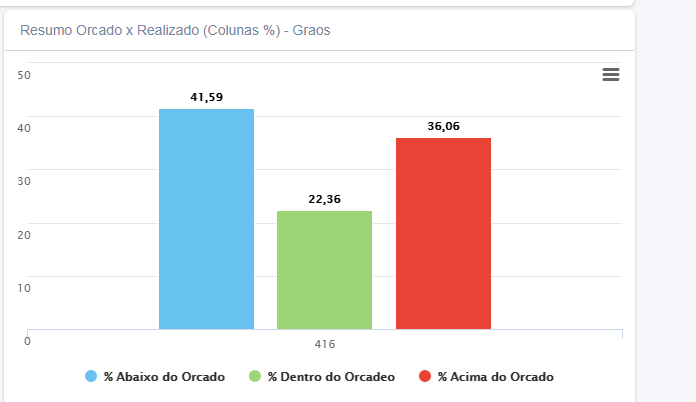 Resumo Orcado x Realizado (Colunas %) - Graos
50
40
30
20
10
0
41,59
22,36
36,06
416
% Abaixo do Orcado
% Dentro do Orcadeo
% Acima do Orcado